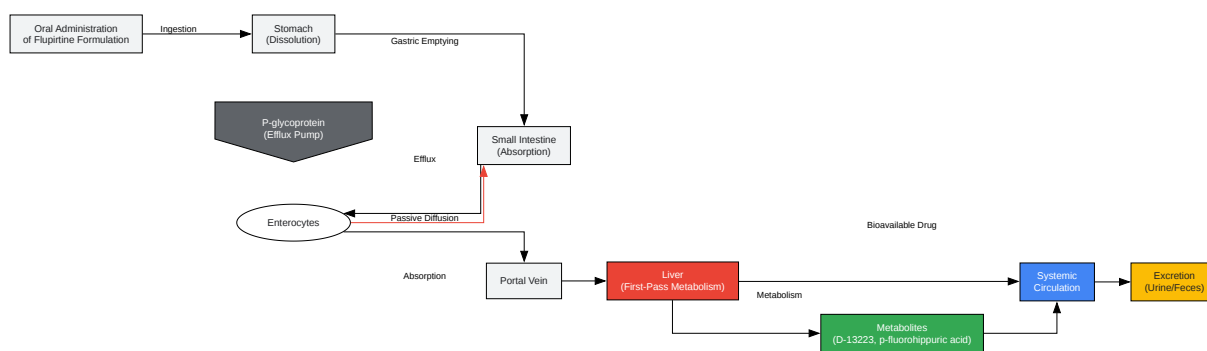 Oral Administration
of Flupirtine Formulation
Ingestion
Stomach
(Dissolution)
Gastric Emptying
P-glycoprotein
(Efflux Pump)
Small Intestine
(Absorption)
Efflux
Enterocytes
Passive Diffusion
Bioavailable Drug
Absorption
Portal Vein
Liver
(First-Pass Metabolism)
Metabolism
Systemic
Circulation
Excretion
(Urine/Feces)
Metabolites
(D-13223, p-fluorohippuric acid)